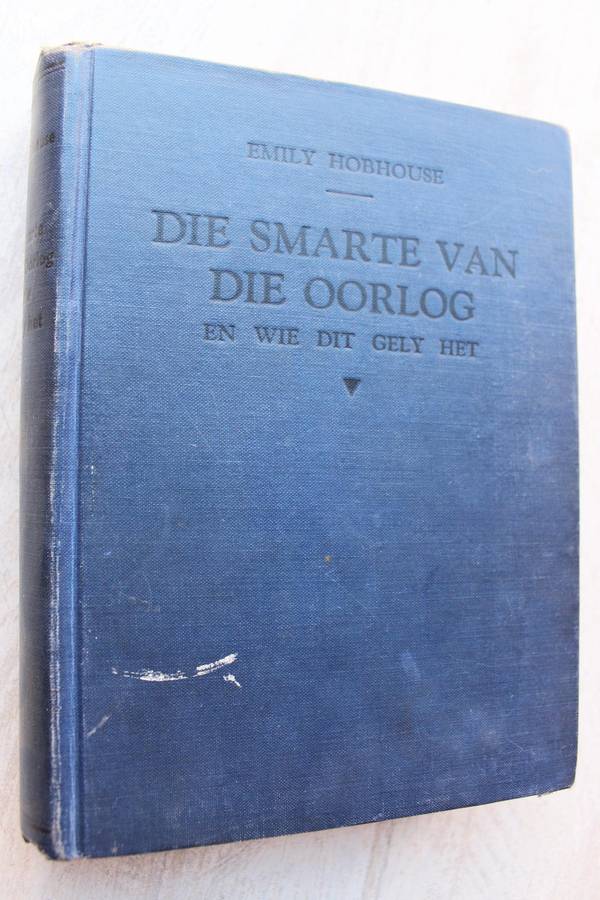 EMILY HOBHOUSE
DIE SMARTE VAN
DIE OORLOG
EN WIE DIT GELY HET